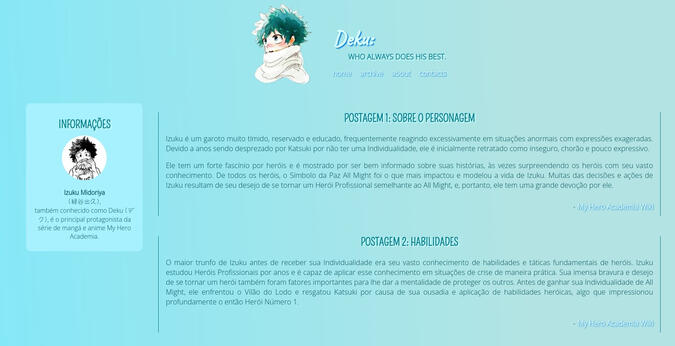 Deku:
WHO ALWAYS DOES HIS BEST.
home archive about contacts
INFORMAÇÕES
Izuku Midoriya
(緑谷出久),
também conhecido como Deku (デ
ク), é o principal protagonista da
série de mangá e anime My Hero
Academia.
POSTAGEM 1: SOBRE O PERSONAGEM
Izuku é um garoto muito tímido, reservado e educado, frequentemente reagindo excessivamente em situações anormais com expressões exageradas.
Devido a anos sendo desprezado por Katsuki por não ter uma Individualidade, ele é inicialmente retratado como inseguro, chorão e pouco expressivo.
Ele tem um forte fascínio por heróis e é mostrado por ser bem informado sobre suas histórias, às vezes surpreendendo os heróis com seu vasto
conhecimento. De todos os heróis, o Símbolo da Paz All Might foi o que mais impactou e modelou a vida de Izuku. Muitas das decisões e ações de
Izuku resultam de seu desejo de se tornar um Herói Profissional semelhante ao All Might, e, portanto, ele tem uma grande devoção por ele.
- My Hero Academia Wiki
POSTAGEM 2: HABILIDADES
O maior trunfo de Izuku antes de receber sua Individualidade era seu vasto conhecimento de habilidades e táticas fundamentais de heróis. Izuku
estudou Heróis Profissionais por anos e é capaz de aplicar esse conhecimento em situações de crise de maneira prática. Sua imensa bravura e desejo
de se tornar um herói também foram fatores importantes para lhe dar a mentalidade de proteger os outros. Antes de ganhar sua Individualidade de All
Might, ele enfrentou o Vilão do Lodo e resgatou Katsuki por causa de sua ousadia e aplicação de habilidades heróicas, algo que impressionou
profundamente o então Herói Número 1.
- My Hero Academia Wiki